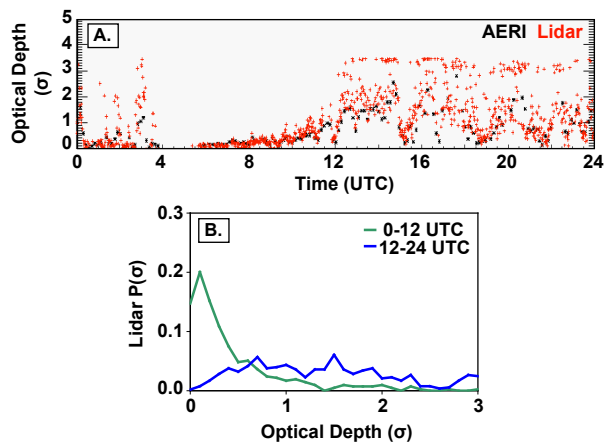 A.
AERI Lidar
Optical Depth
(σ)
5
4
3
2
1
0
0 4 8 12 16 20 24
Time (UTC)
B.
0-12 UTC
12-24 UTC
Lidar P(σ)
0.3
0.2
0.1
0.0
0 1 2 3
Optical Depth (σ)